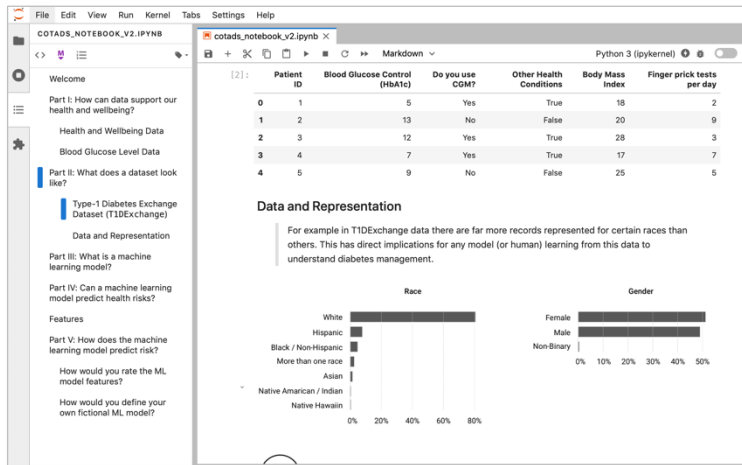 File Edit View Run Kernel Tabs Settings Help
COTADS_NOTEBOOK_V2.IPYNB
Welcome
Part I: How can data support our
health and wellbeing?
Health and Wellbeing Data
Blood Glucose Level Data
Part II: What does a dataset look
like?
Type-1 Diabetes Exchange
Dataset (T1DExchange)
Data and Representation
Part III: What is a machine
learning model?
Part IV: Can a machine learning
model predict health risks?
Features
Part V: How does the machine
learning model predict risk?
How would you rate the ML
model features?
How would you define your
own fictional ML model?
cotads_notebook_v2.ipynb
Markdown
Python 3 (ipykernel)
[2]:
Patient ID Blood Glucose Control (HbA1c) Do you use CGM? Other Health Conditions Body Mass Index Finger prick tests per day
0 1 5 Yes True 18 2
1 2 13 No False 20 9
2 3 12 Yes True 28 3
3 4 7 Yes True 17 7
4 5 9 No False 25 5
Data and Representation
For example in T1DExchange data there are far more records represented for certain races than
others. This has direct implications for any model (or human) learning from this data to
understand diabetes management.
Race
White
Hispanic
Black / Non-Hispanic
More than one race
Asian
Native Amarican / Indian
Native Hawaiin
0% 20% 40% 60% 80%
Gender
Female
Male
Non-Binary
0% 10% 20% 30% 40% 50%